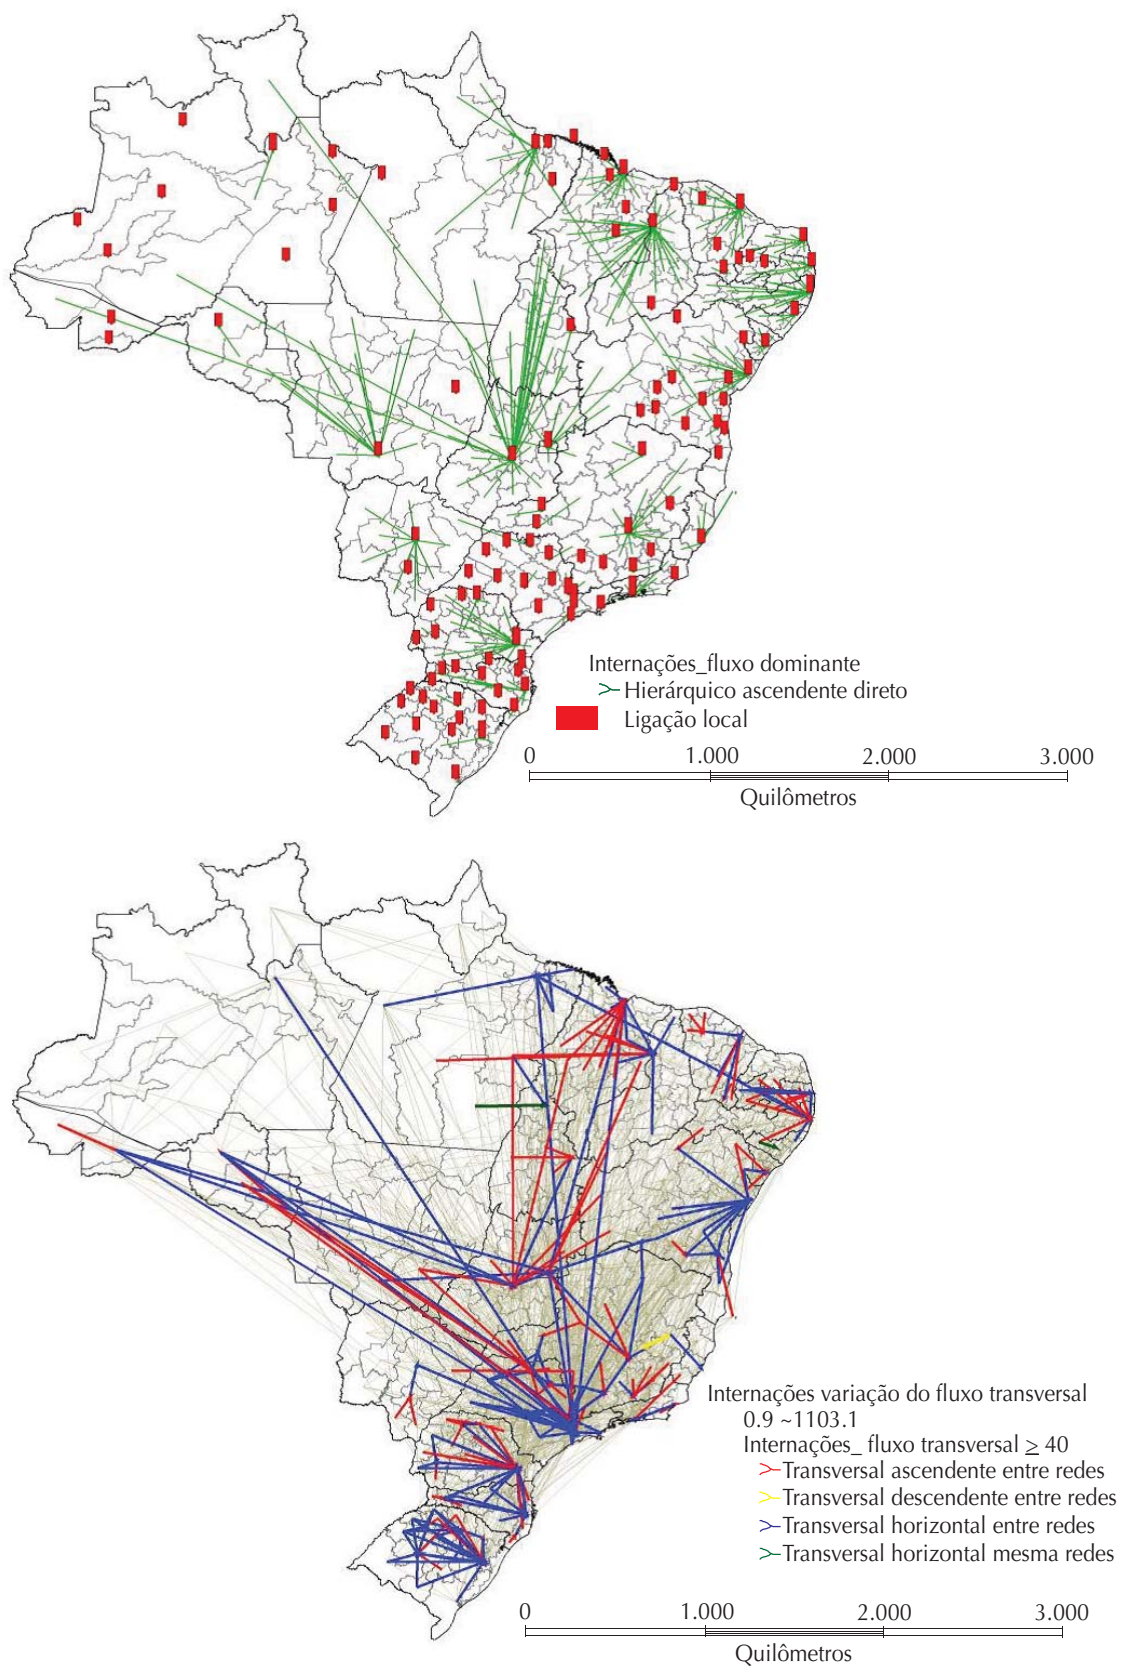 Internações_fluxo dominante
Hierárquico ascendente direto
Ligação local
0 1.000 2.000 3.000
Quilômetros
Internações variação do fluxo transversal
0.9 ~1103.1
Internações_ fluxo transversal ≥ 40
Transversal ascendente entre redes
Transversal descendente entre redes
Transversal horizontal entre redes
Transversal horizontal mesma redes
0 1.000 2.000 3.000
Quilômetros